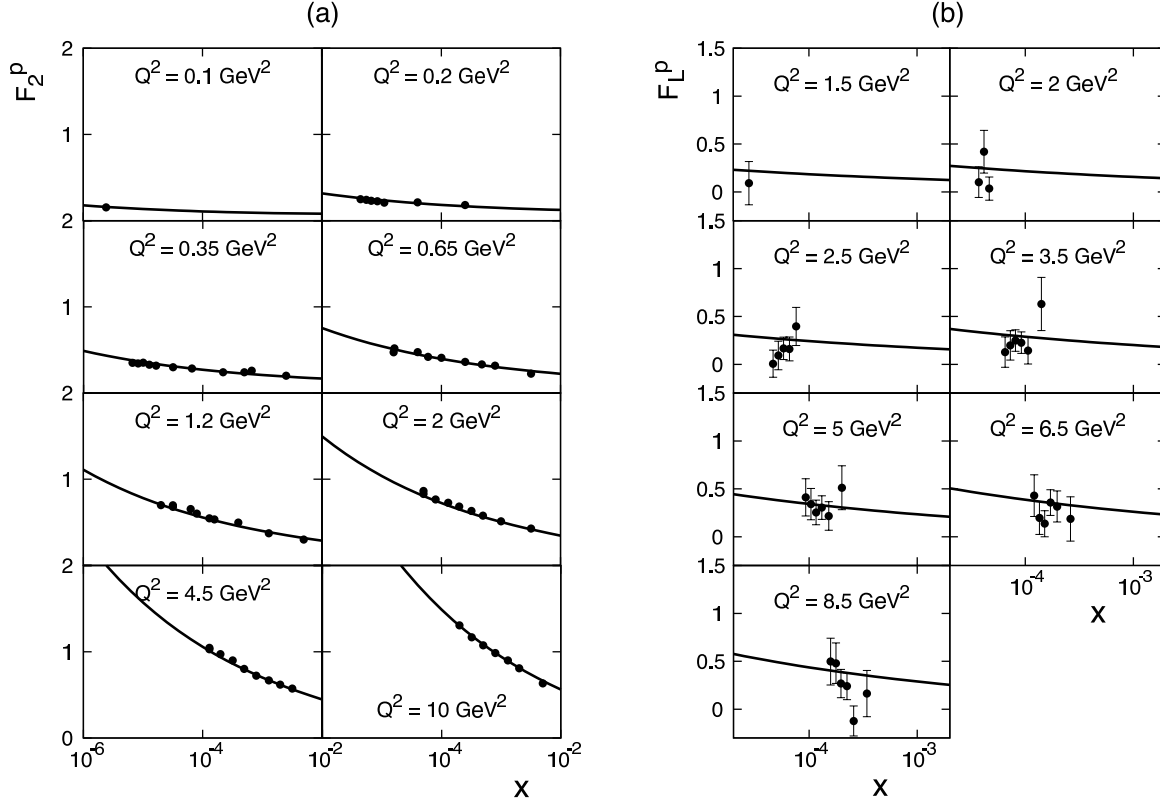 (a)
F₂ᵖ
2
Q² = 0.1 GeV²
Q² = 0.2 GeV²
1
2
Q² = 0.35 GeV²
Q² = 0.65 GeV²
1
2
Q² = 1.2 GeV²
Q² = 2 GeV²
1
2
Q² = 4.5 GeV²
1
Q² = 10 GeV²
0
10⁻⁶
10⁻⁴
10⁻²
10⁻⁴
10⁻²
x
(b)
F_Lᵖ
1.5
Q² = 1.5 GeV²
Q² = 2 GeV²
1
0.5
0
1.5
Q² = 2.5 GeV²
Q² = 3.5 GeV²
1
0.5
0
1.5
Q² = 5 GeV²
Q² = 6.5 GeV²
1
0.5
0
1.5
10⁻⁴
10⁻³
x
Q² = 8.5 GeV²
1
0.5
0
10⁻⁴
10⁻³
x